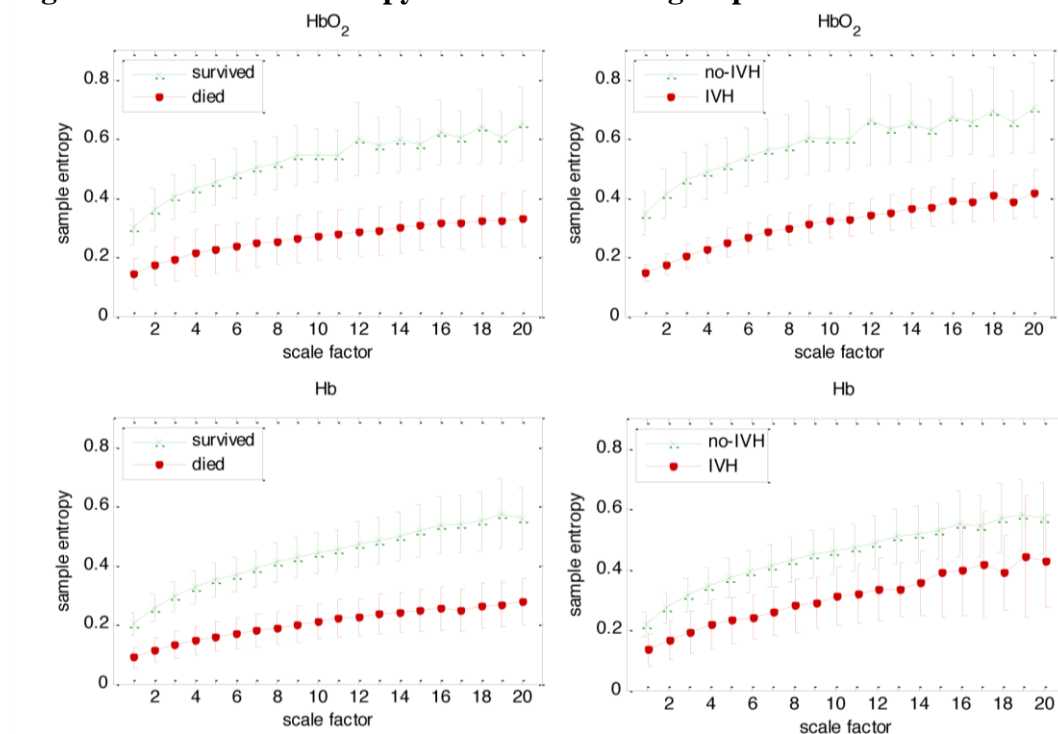 HbO2
survived
died
0.8
0.6
0.4
0.2
0
sample entropy
2 4 6 8 10 12 14 16 18 20
scale factor
HbO2
no-IVH
IVH
0.8
0.6
0.4
0.2
0
sample entropy
2 4 6 8 10 12 14 16 18 20
scale factor
Hb
survived
died
0.8
0.6
0.4
0.2
0
sample entropy
2 4 6 8 10 12 14 16 18 20
scale factor
Hb
no-IVH
IVH
0.8
0.6
0.4
0.2
0
sample entropy
2 4 6 8 10 12 14 16 18 20
scale factor